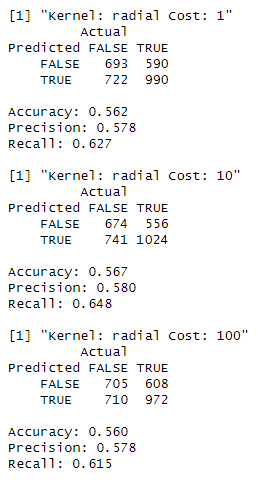 [1] "Kernel: radial Cost: 1"
         Actual
Predicted FALSE TRUE
    FALSE   693  590
    TRUE    722  990

Accuracy: 0.562
Precision: 0.578
Recall: 0.627

[1] "Kernel: radial Cost: 10"
         Actual
Predicted FALSE TRUE
    FALSE   674  556
    TRUE    741 1024

Accuracy: 0.567
Precision: 0.580
Recall: 0.648

[1] "Kernel: radial Cost: 100"
         Actual
Predicted FALSE TRUE
    FALSE   705  608
    TRUE    710  972

Accuracy: 0.560
Precision: 0.578
Recall: 0.615